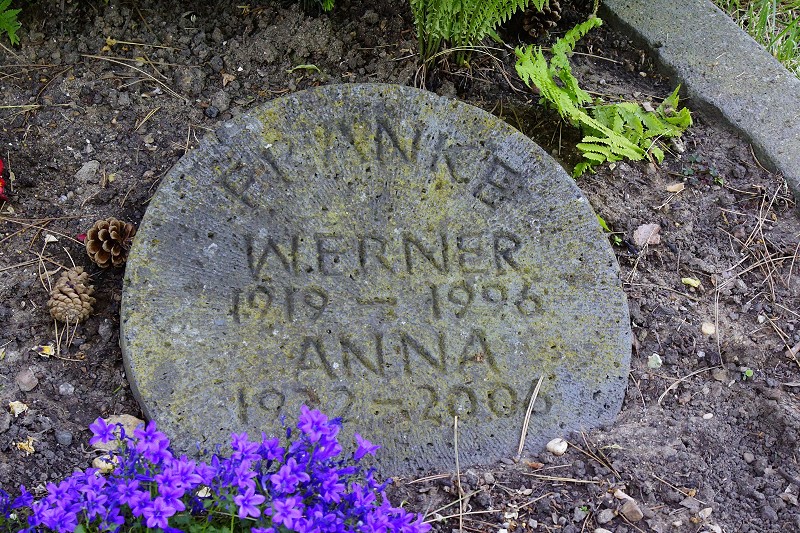 FRANKE
WERNER
1919 – 1996
ANNA
1922 – 2006